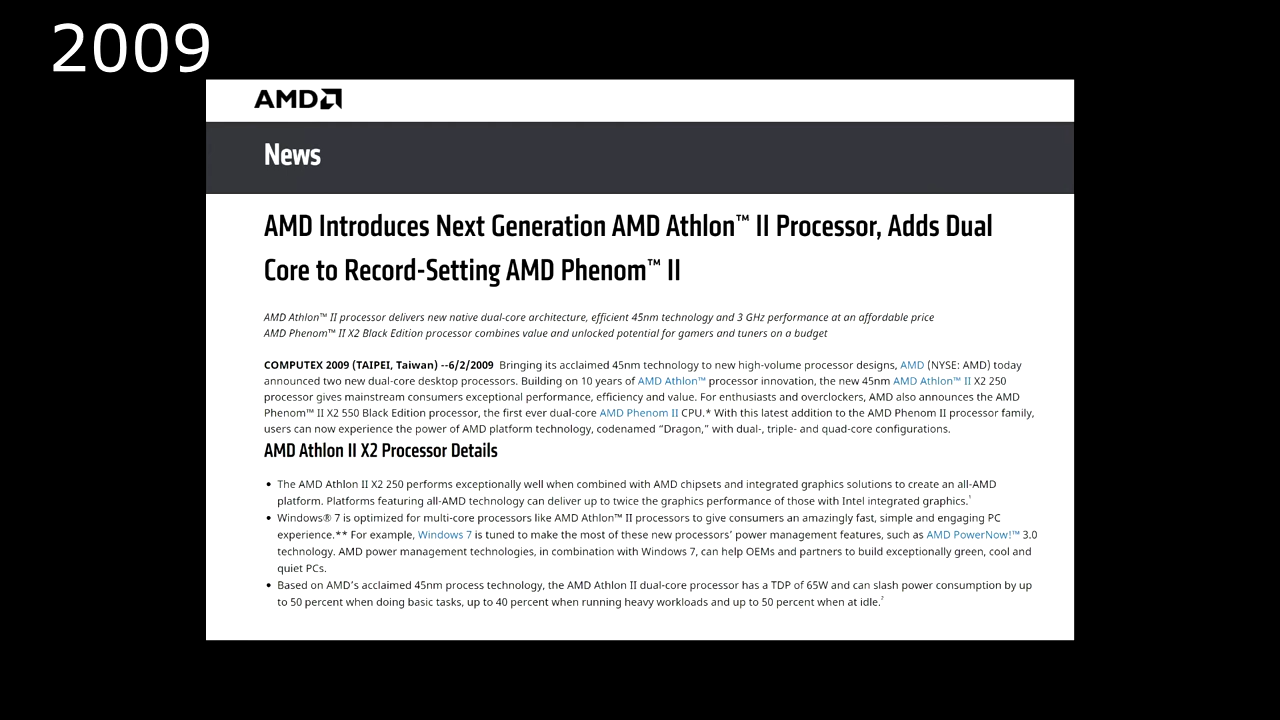 2009
AMD
News
AMD Introduces Next Generation AMD Athlon™ II Processor, Adds Dual
Core to Record-Setting AMD Phenom™ II
AMD Athlon™ II processor delivers new native dual-core architecture, efficient 45nm technology and 3 GHz performance at an affordable price
AMD Phenom™ II X2 Black Edition processor combines value and unlocked potential for gamers and tuners on a budget
COMPUTEX 2009 (TAIPEI, Taiwan) --6/2/2009 Bringing its acclaimed 45nm technology to new high-volume processor designs, AMD (NYSE: AMD) today
announced two new dual-core desktop processors. Building on 10 years of AMD Athlon™ processor innovation, the new 45nm AMD Athlon™ II X2 250
processor gives mainstream consumers exceptional performance, efficiency and value. For enthusiasts and overclockers, AMD also announces the AMD
Phenom™ II X2 550 Black Edition processor, the first ever dual-core AMD Phenom II CPU.* With this latest addition to the AMD Phenom II processor family,
users can now experience the power of AMD platform technology, codenamed “Dragon,” with dual-, triple- and quad-core configurations.
AMD Athlon II X2 Processor Details
• The AMD Athlon II X2 250 performs exceptionally well when combined with AMD chipsets and integrated graphics solutions to create an all-AMD
platform. Platforms featuring all-AMD technology can deliver up to twice the graphics performance of those with Intel integrated graphics.¹
• Windows® 7 is optimized for multi-core processors like AMD Athlon™ II processors to give consumers an amazingly fast, simple and engaging PC
experience.** For example, Windows 7 is tuned to make the most of these new processors’ power management features, such as AMD PowerNow!™ 3.0
technology. AMD power management technologies, in combination with Windows 7, can help OEMs and partners to build exceptionally green, cool and
quiet PCs.
• Based on AMD’s acclaimed 45nm process technology, the AMD Athlon II dual-core processor has a TDP of 65W and can slash power consumption by up
to 50 percent when doing basic tasks, up to 40 percent when running heavy workloads and up to 50 percent when at idle.²